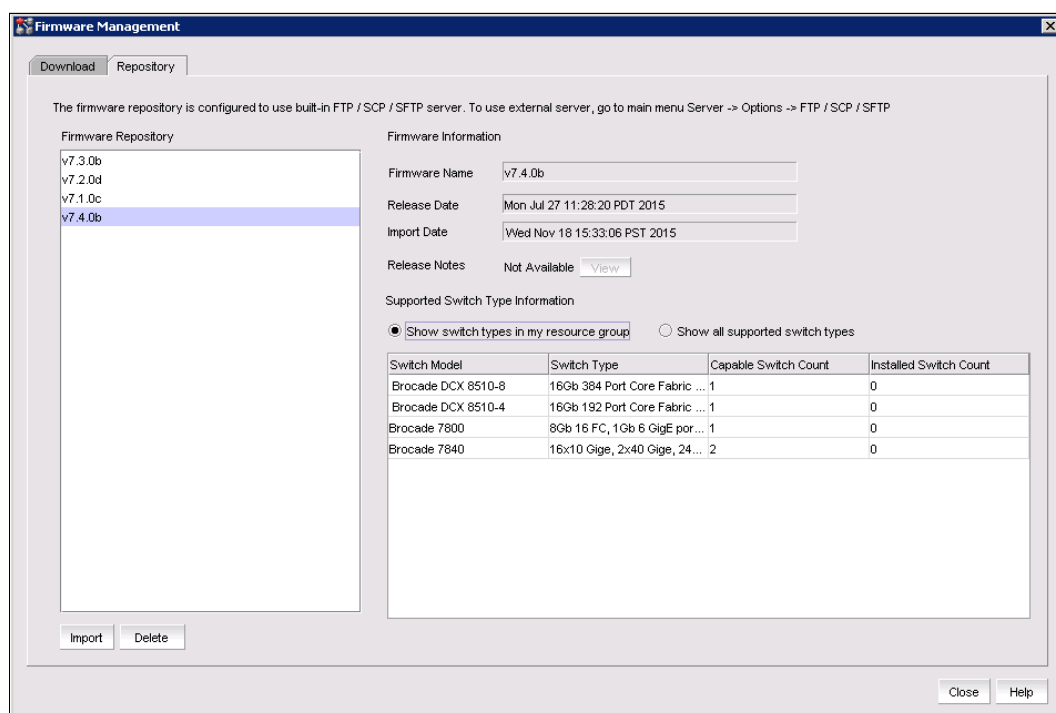 Firmware Management
Download Repository
The firmware repository is configured to use built-in FTP / SCP / SFTP server. To use external server, go to main menu Server -> Options -> FTP / SCP / SFTP
Firmware Repository
v7.3.0b
v7.2.0d
v7.1.0c
v7.4.0b
Import Delete
Firmware Information
Firmware Name v7.4.0b
Release Date Mon Jul 27 11:28:20 PDT 2015
Import Date Wed Nov 18 15:33:06 PST 2015
Release Notes Not Available View
Supported Switch Type Information
Show switch types in my resource group Show all supported switch types
Switch Model Switch Type Capable Switch Count Installed Switch Count
Brocade DCX 8510-8 16Gb 384 Port Core Fabric ... 1 0
Brocade DCX 8510-4 16Gb 192 Port Core Fabric ... 1 0
Brocade 7800 8Gb 16 FC, 1Gb 6 GigE por... 1 0
Brocade 7840 16x10 Gige, 2x40 Gige, 24... 2 0
Close Help